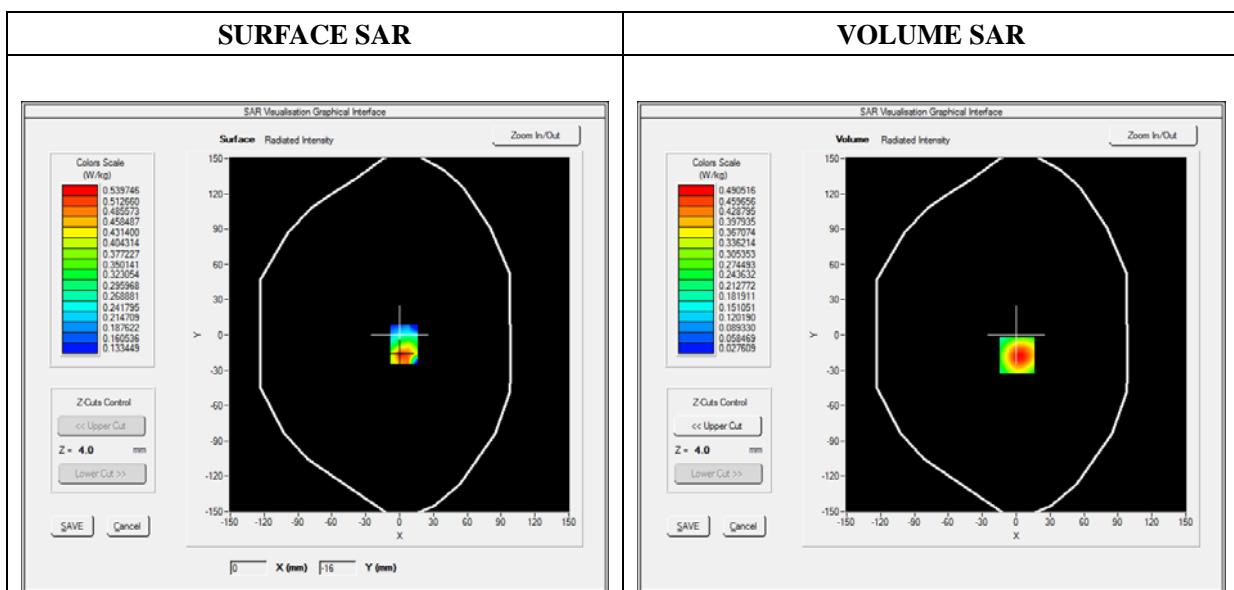 SURFACE SAR
SAR Visualisation Graphical Interface
Surface Radiated Intensity
Zoom In/Out
Colors Scale
(W/kg)
0.539746
0.512660
0.485573
0.458487
0.431400
0.404314
0.377227
0.350141
0.323054
0.295968
0.268881
0.241795
0.214709
0.187622
0.160536
0.133449
Z-Cuts Control
<< Upper Cut
Z = 4.0 mm
Lower Cut >>
SAVE Cancel
150
120
90
60
30
0
-30
-60
-90
-120
-150
Y
-150 -120 -90 -60 -30 0 30 60 90 120 150
X
0 X (mm) -16 Y (mm)
VOLUME SAR
SAR Visualisation Graphical Interface
Volume Radiated Intensity
Zoom In/Out
Colors Scale
(W/kg)
0.490516
0.459656
0.428795
0.397935
0.367074
0.336214
0.305353
0.274493
0.243632
0.212772
0.181911
0.151051
0.120190
0.089330
0.058469
0.027609
Z-Cuts Control
<< Upper Cut
Z = 4.0 mm
Lower Cut >>
SAVE Cancel
150
120
90
60
30
0
-30
-60
-90
-120
-150
Y
-150 -120 -90 -60 -30 0 30 60 90 120 150
X